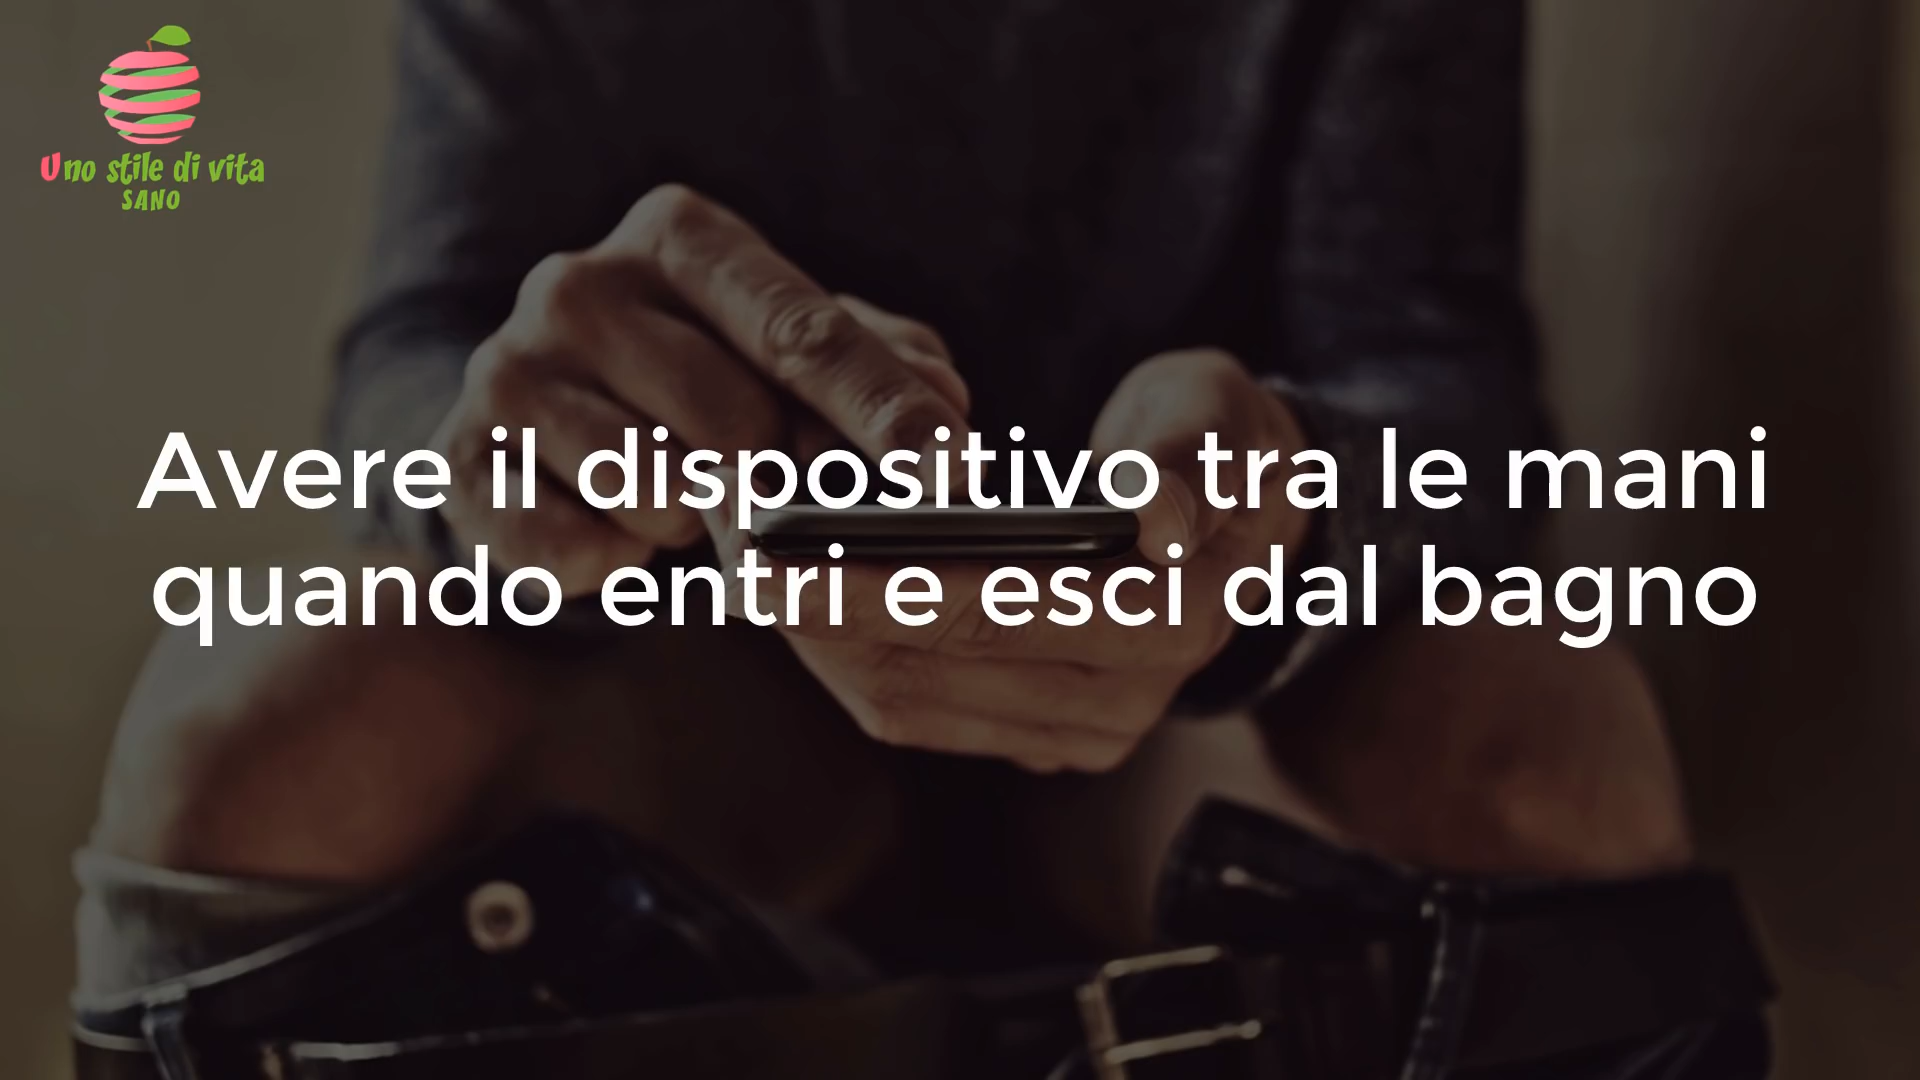 Uno stile di vita
SANO
Avere il dispositivo tra le mani
quando entri e esci dal bagno